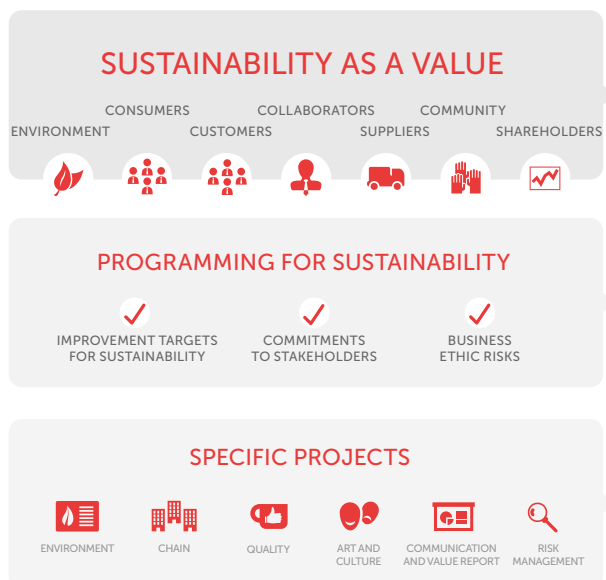 SUSTAINABILITY AS A VALUE
CONSUMERS COLLABORATORS COMMUNITY
ENVIRONMENT CUSTOMERS SUPPLIERS SHAREHOLDERS
PROGRAMMING FOR SUSTAINABILITY
IMPROVEMENT TARGETS
FOR SUSTAINABILITY
COMMITMENTS
TO STAKEHOLDERS
BUSINESS
ETHIC RISKS
SPECIFIC PROJECTS
ENVIRONMENT
CHAIN
QUALITY
ART AND
CULTURE
COMMUNICATION
AND VALUE REPORT
RISK
MANAGEMENT